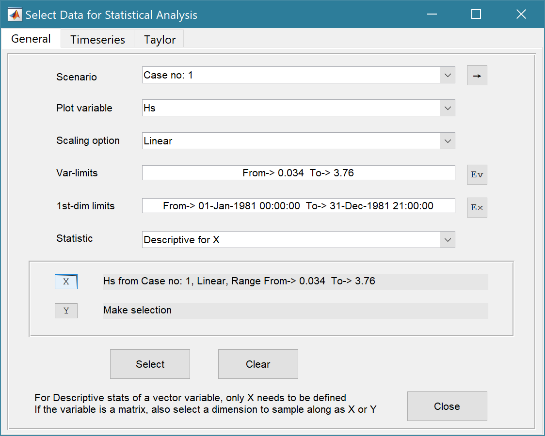 Select Data for Statistical Analysis
General Timeseries Taylor
Scenario Case no: 1 →
Plot variable Hs
Scaling option Linear
Var-limits From-> 0.034 To-> 3.76 Ev
1st-dim limits From-> 01-Jan-1981 00:00:00 To-> 31-Dec-1981 21:00:00 Ex
Statistic Descriptive for X
X Hs from Case no: 1, Linear, Range From-> 0.034 To-> 3.76
Y Make selection
Select Clear
For Descriptive stats of a vector variable, only X needs to be defined
If the variable is a matrix, also select a dimension to sample along as X or Y
Close